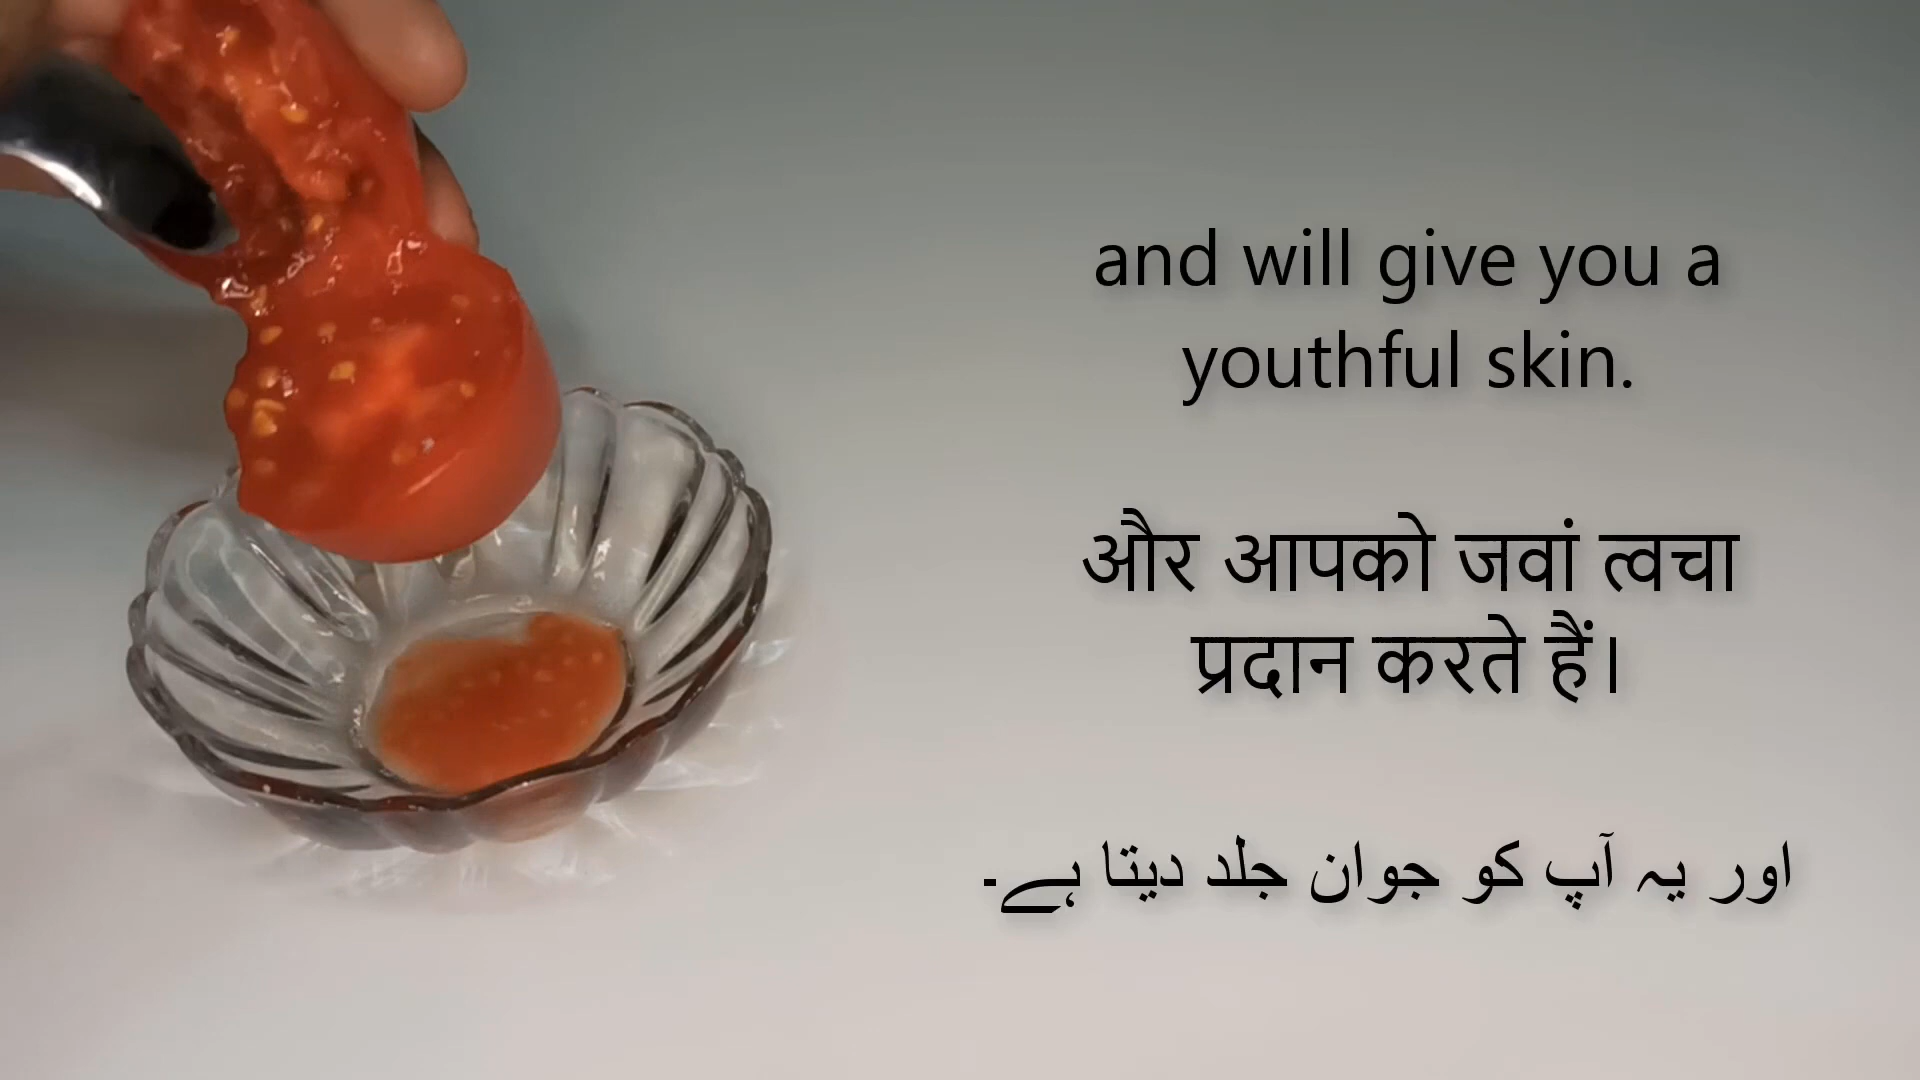 and will give you a
youthful skin.
और आपको जवां त्वचा
प्रदान करते हैं।
اور یہ آپ کو جوان جلد دیتا ہے۔